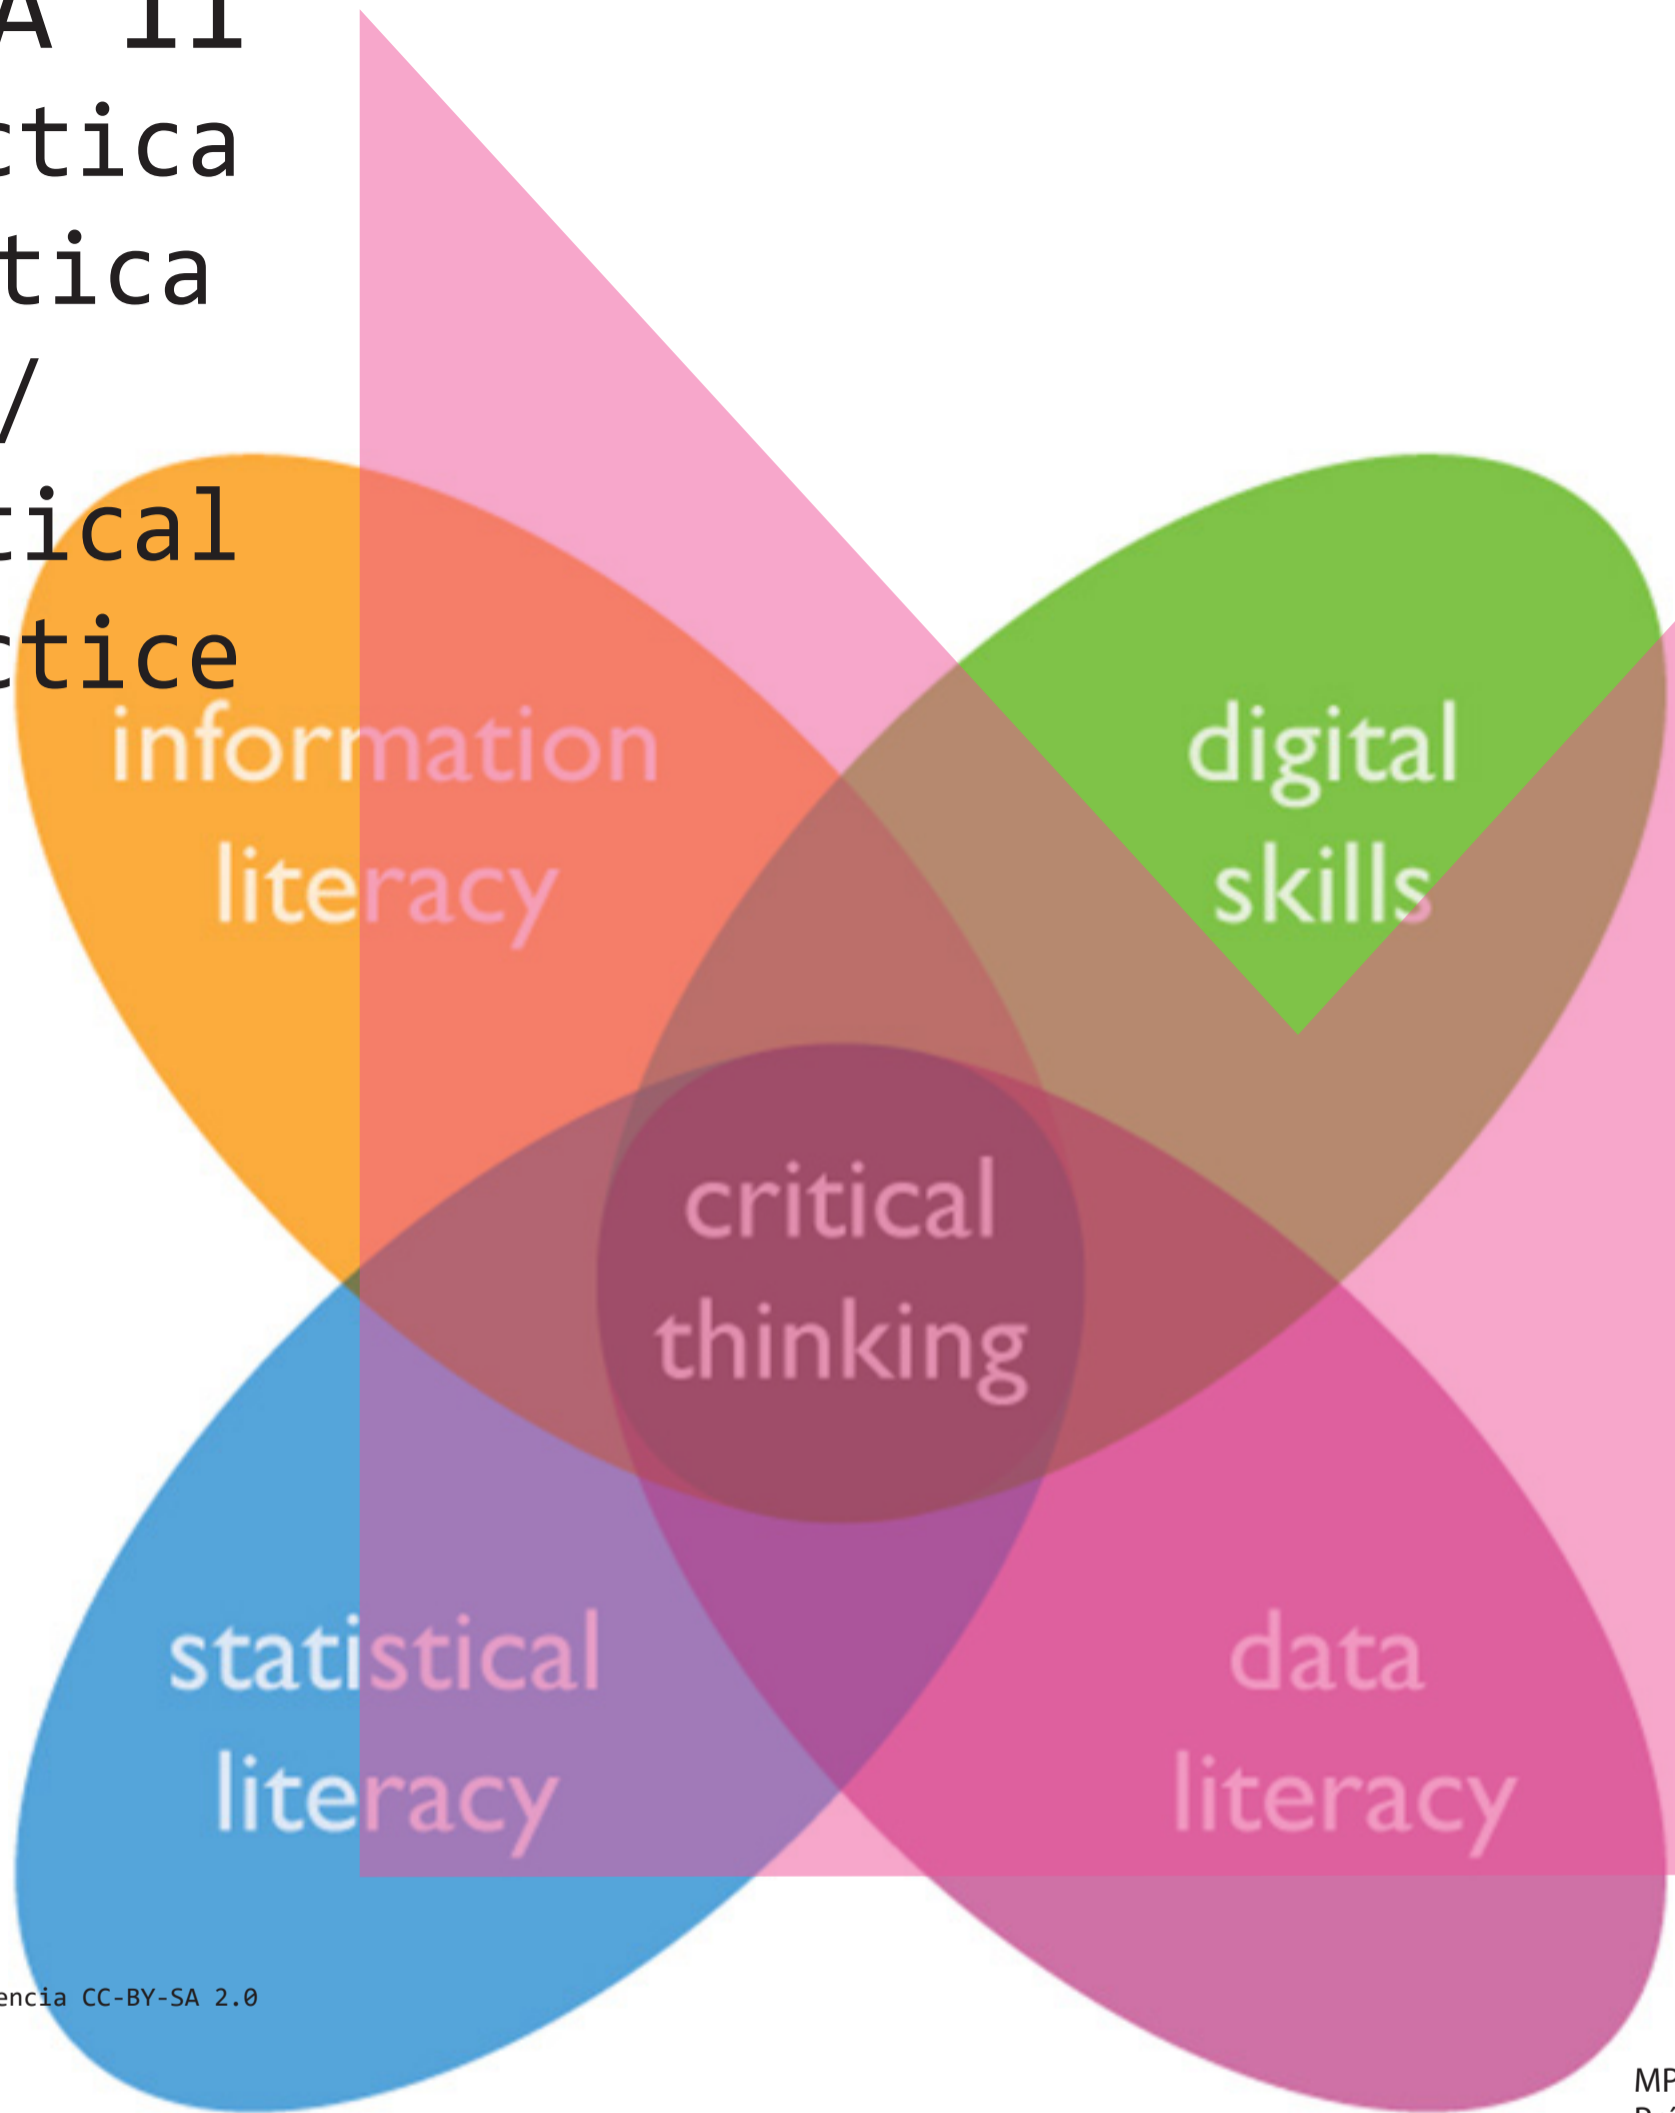 A II
ctica
tica
/
tical
ctice
information
literacy
digital
skills
critical
thinking
statistical
literacy
data
literacy
encia CC-BY-SA 2.0
MP